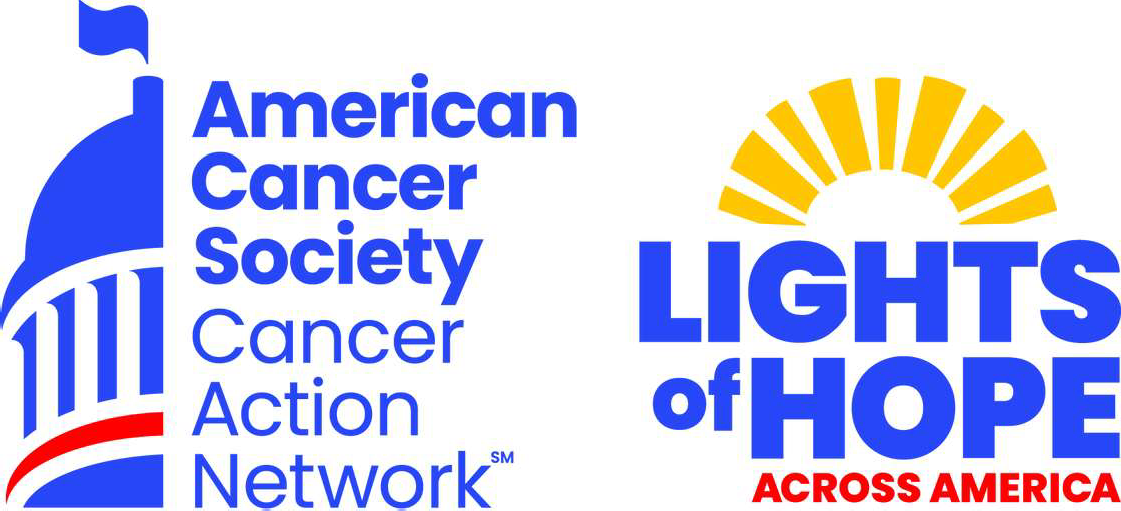 American
Cancer
Society
Cancer
Action
Network℠
LIGHTS
of HOPE
ACROSS AMERICA